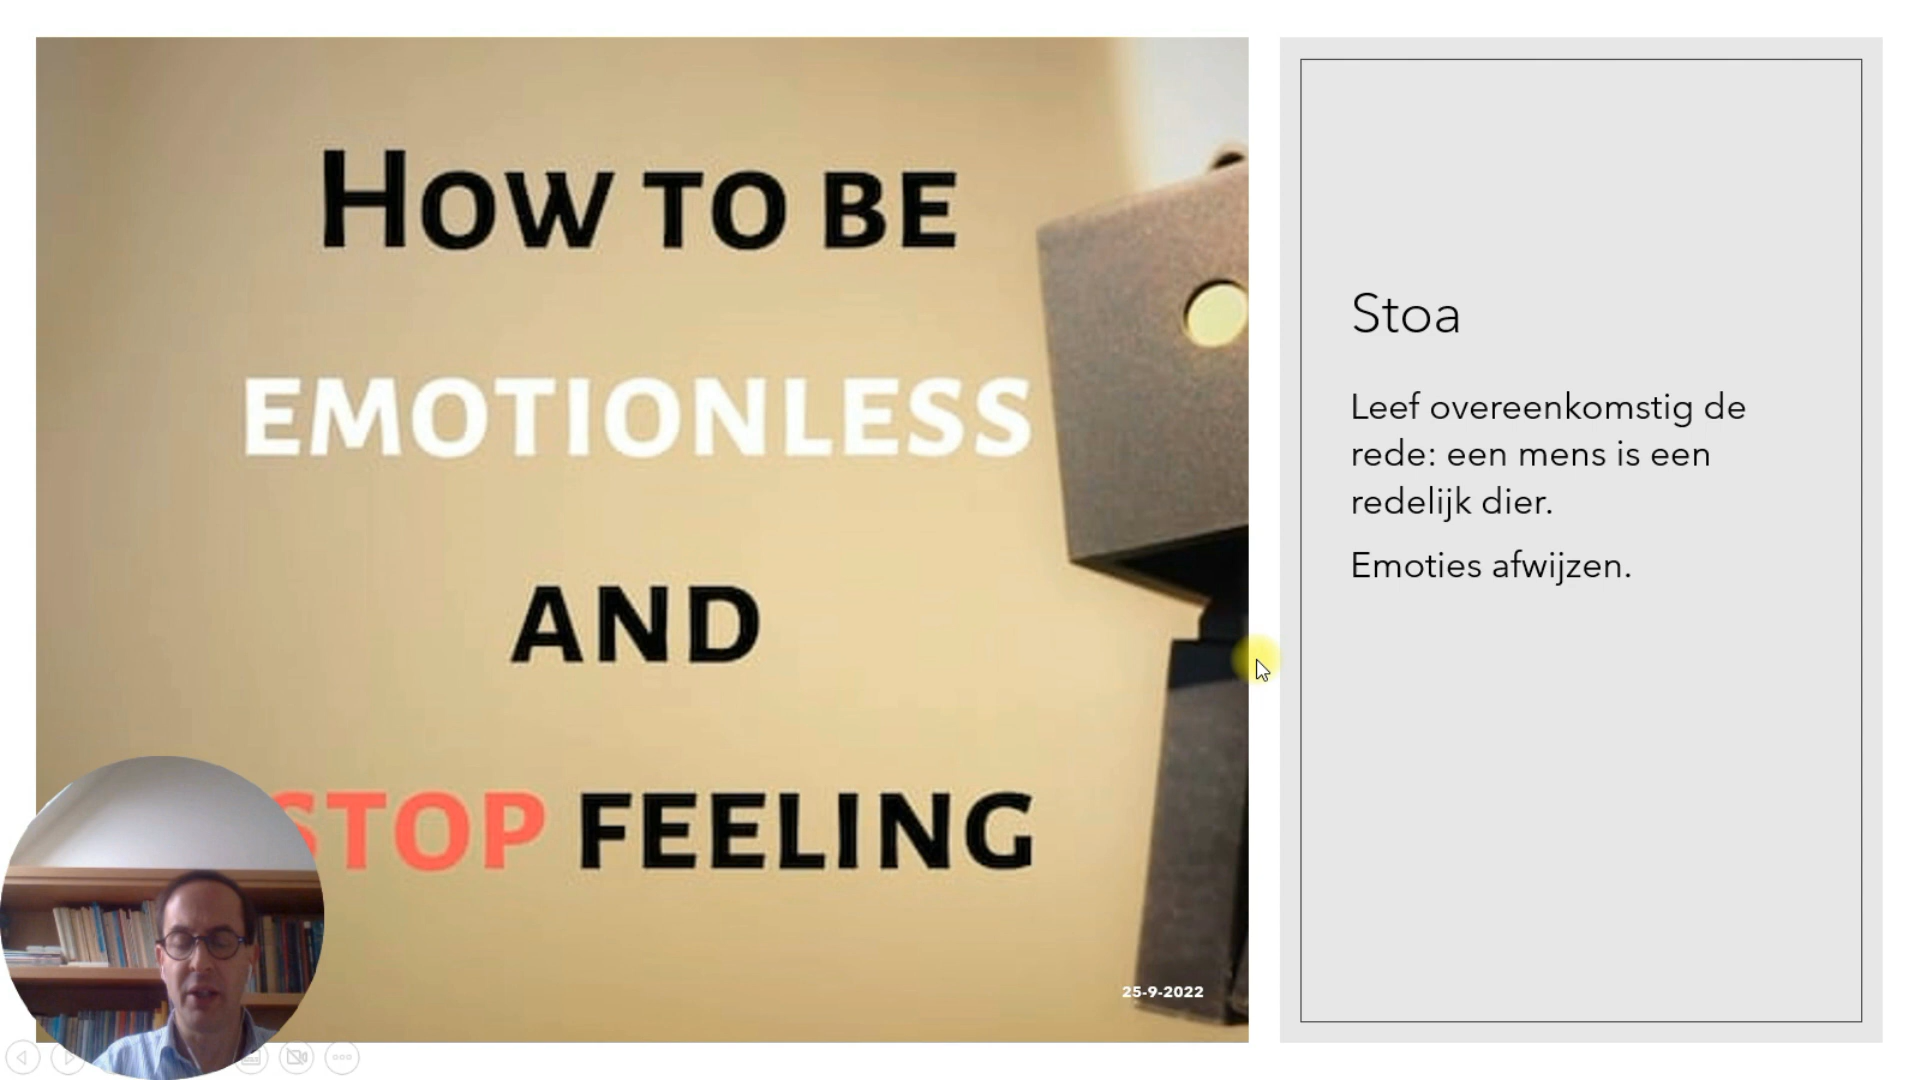 How to be
emotionless
and
stop feeling
25-9-2022
Stoa
Leef overeenkomstig de
rede: een mens is een
redelijk dier.
Emoties afwijzen.